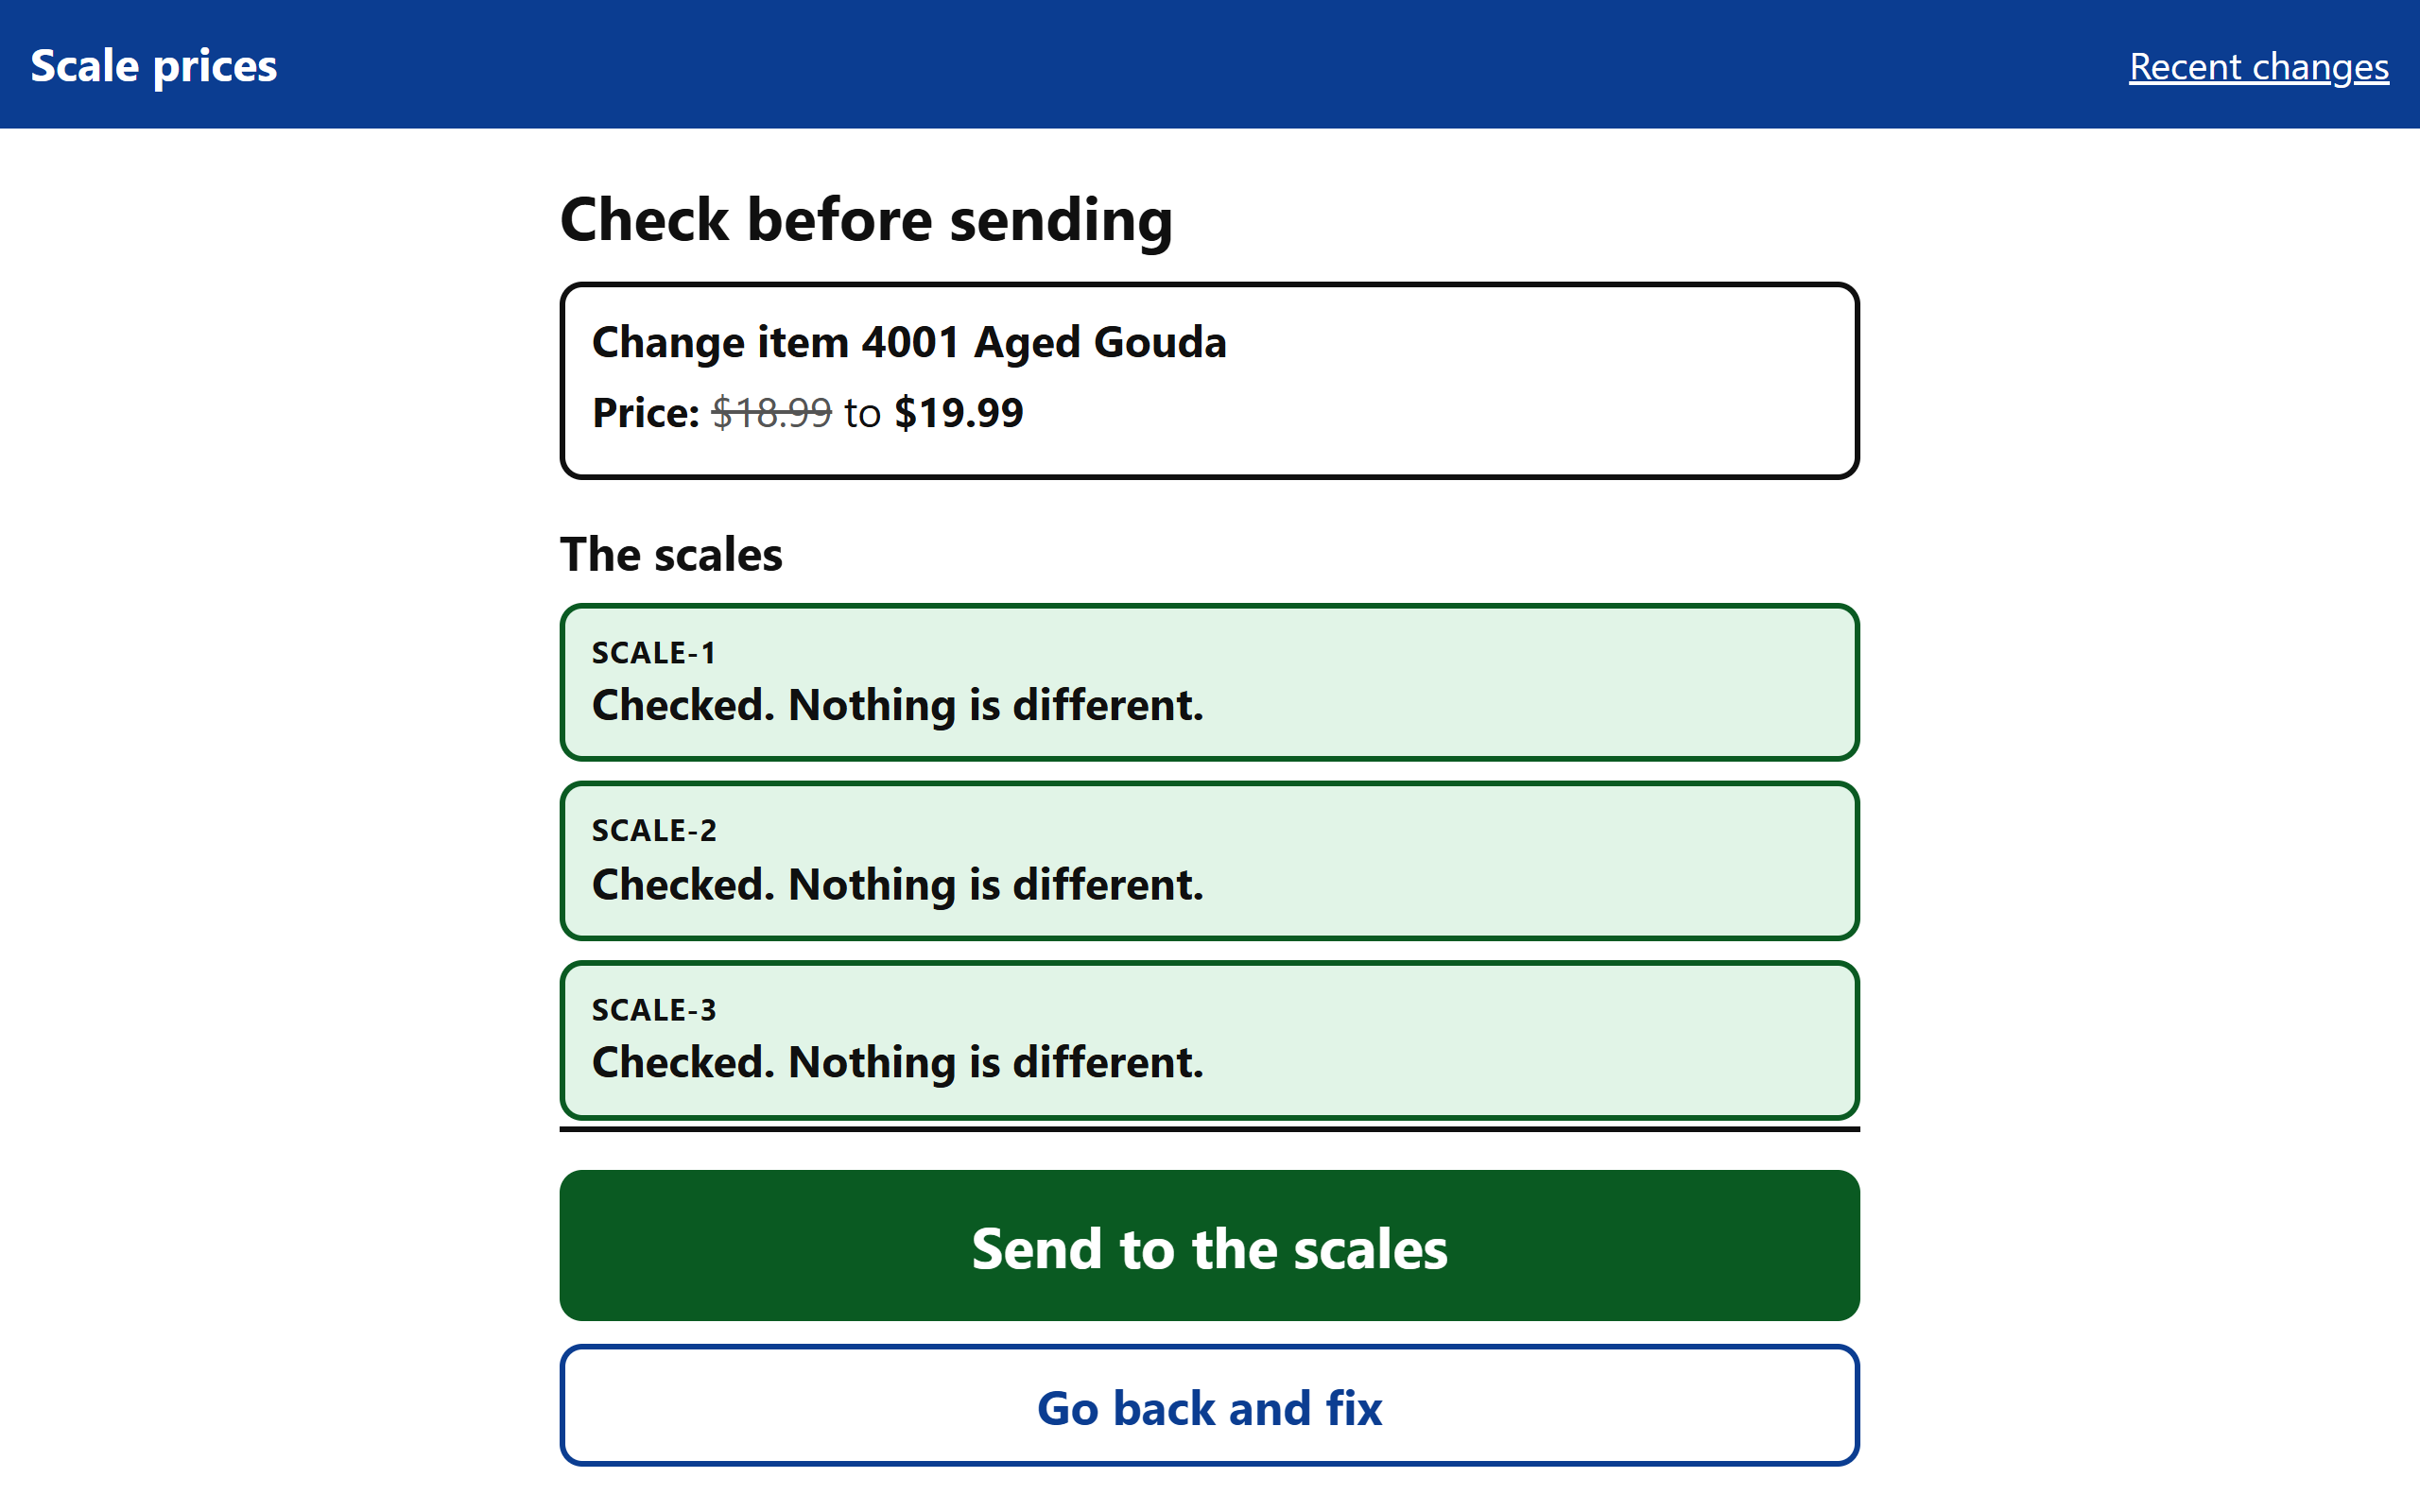 Scale prices
Recent changes
Check before sending
Change item 4001 Aged Gouda
Price: $18.99 to $19.99
The scales
SCALE-1
Checked. Nothing is different.
SCALE-2
Checked. Nothing is different.
SCALE-3
Checked. Nothing is different.
Send to the scales
Go back and fix